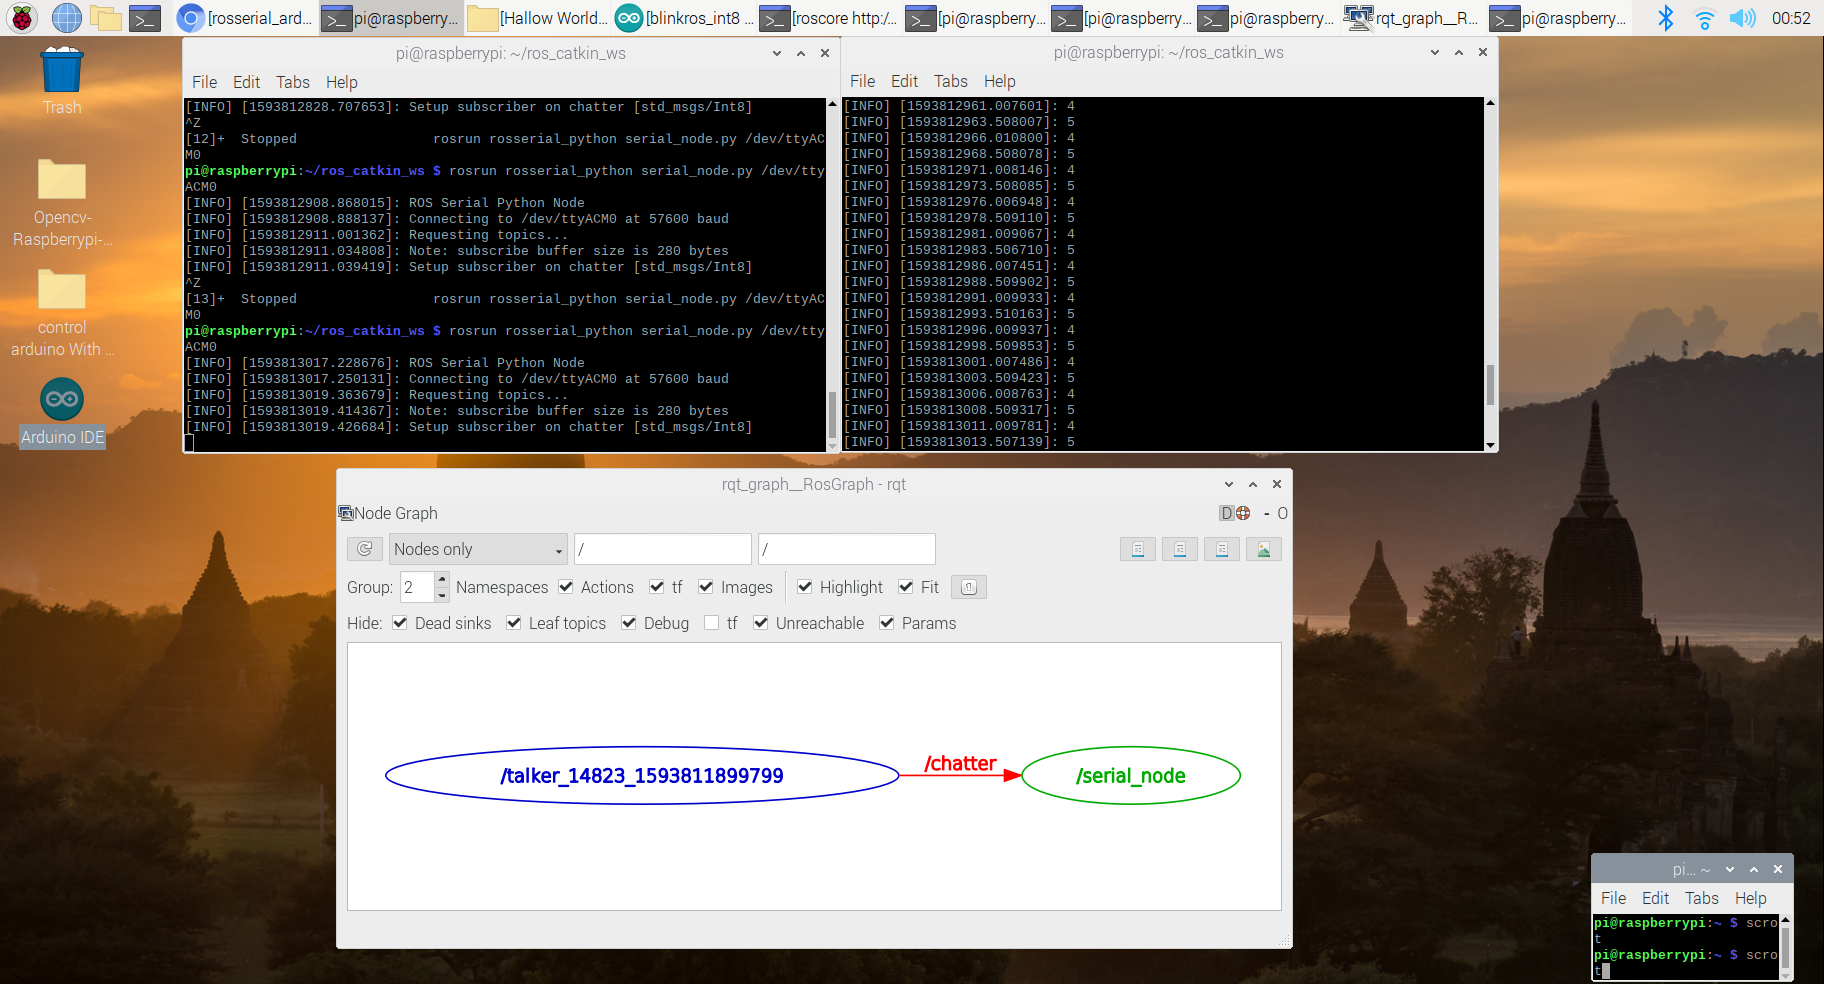 [rosserial_ard...
pi@raspberry...
[Hallow World...
[blinkros_int8 ...
[roscore http:/...
[pi@raspberry...
[pi@raspberry...
pi@raspberry...
rqt_graph__R...
pi@raspberry...
00:52
Trash
Opencv-
Raspberrypi-...
control
arduino With ...
Arduino IDE
pi@raspberrypi: ~/ros_catkin_ws
File Edit Tabs Help
[INFO] [1593812828.707653]: Setup subscriber on chatter [std_msgs/Int8]
^Z
[12]+  Stopped                 rosrun rosserial_python serial_node.py /dev/ttyAC
M0
pi@raspberrypi:~/ros_catkin_ws $ rosrun rosserial_python serial_node.py /dev/tty
ACM0
[INFO] [1593812908.868015]: ROS Serial Python Node
[INFO] [1593812908.888137]: Connecting to /dev/ttyACM0 at 57600 baud
[INFO] [1593812911.001362]: Requesting topics...
[INFO] [1593812911.034808]: Note: subscribe buffer size is 280 bytes
[INFO] [1593812911.039419]: Setup subscriber on chatter [std_msgs/Int8]
^Z
[13]+  Stopped                 rosrun rosserial_python serial_node.py /dev/ttyAC
M0
pi@raspberrypi:~/ros_catkin_ws $ rosrun rosserial_python serial_node.py /dev/tty
ACM0
[INFO] [1593813017.228676]: ROS Serial Python Node
[INFO] [1593813017.250131]: Connecting to /dev/ttyACM0 at 57600 baud
[INFO] [1593813019.363679]: Requesting topics...
[INFO] [1593813019.414367]: Note: subscribe buffer size is 280 bytes
[INFO] [1593813019.426684]: Setup subscriber on chatter [std_msgs/Int8]
pi@raspberrypi: ~/ros_catkin_ws
File Edit Tabs Help
[INFO] [1593812961.007601]: 4
[INFO] [1593812963.508007]: 5
[INFO] [1593812966.010800]: 4
[INFO] [1593812968.508078]: 5
[INFO] [1593812971.008146]: 4
[INFO] [1593812973.508085]: 5
[INFO] [1593812976.006948]: 4
[INFO] [1593812978.509110]: 5
[INFO] [1593812981.009067]: 4
[INFO] [1593812983.506710]: 5
[INFO] [1593812986.007451]: 4
[INFO] [1593812988.509902]: 5
[INFO] [1593812991.009933]: 4
[INFO] [1593812993.510163]: 5
[INFO] [1593812996.009937]: 4
[INFO] [1593812998.509853]: 5
[INFO] [1593813001.007486]: 4
[INFO] [1593813003.509423]: 5
[INFO] [1593813006.008763]: 4
[INFO] [1593813008.509317]: 5
[INFO] [1593813011.009781]: 4
[INFO] [1593813013.507139]: 5
rqt_graph__RosGraph - rqt
Node Graph
D - O
Nodes only / /
Group: 2 Namespaces Actions tf Images Highlight Fit
Hide: Dead sinks Leaf topics Debug tf Unreachable Params
/talker_14823_1593811899799
/chatter
/serial_node
pi... ~
File Edit Tabs Help
pi@raspberrypi:~ $ scro
t
pi@raspberrypi:~ $ scro
t